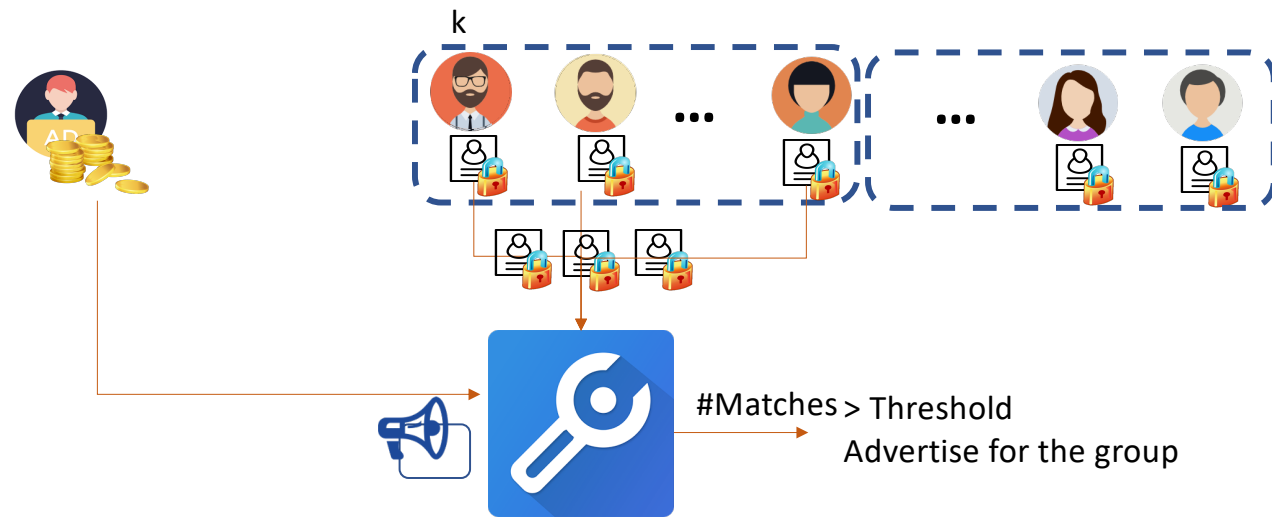 k
...
...
AD
#Matches > Threshold
Advertise for the group